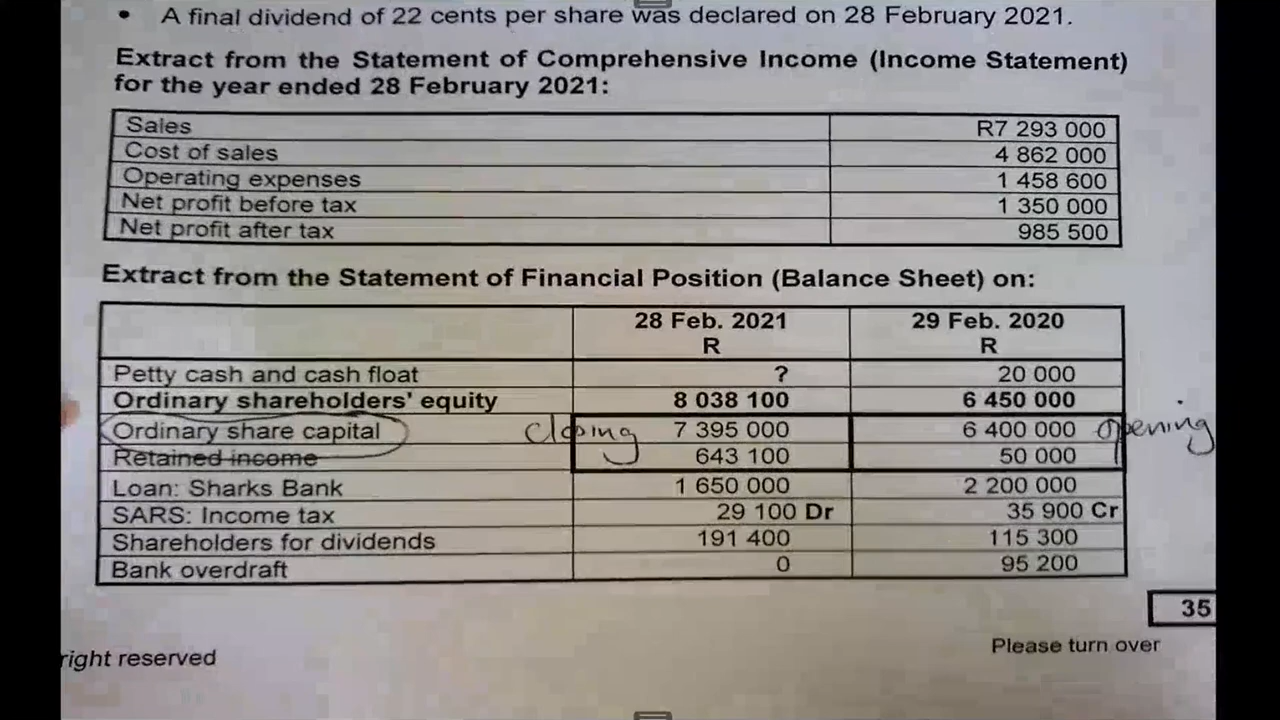 • A final dividend of 22 cents per share was declared on 28 February 2021.
Extract from the Statement of Comprehensive Income (Income Statement)
for the year ended 28 February 2021:
Sales R7 293 000
Cost of sales 4 862 000
Operating expenses 1 458 600
Net profit before tax 1 350 000
Net profit after tax 985 500
Extract from the Statement of Financial Position (Balance Sheet) on:
28 Feb. 2021 29 Feb. 2020
R R
Petty cash and cash float ? 20 000
Ordinary shareholders' equity 8 038 100 6 450 000
Ordinary share capital closing 7 395 000 6 400 000 opening
Retained income 643 100 50 000
Loan: Sharks Bank 1 650 000 2 200 000
SARS: Income tax 29 100 Dr 35 900 Cr
Shareholders for dividends 191 400 115 300
Bank overdraft 0 95 200
35
Please turn over
right reserved